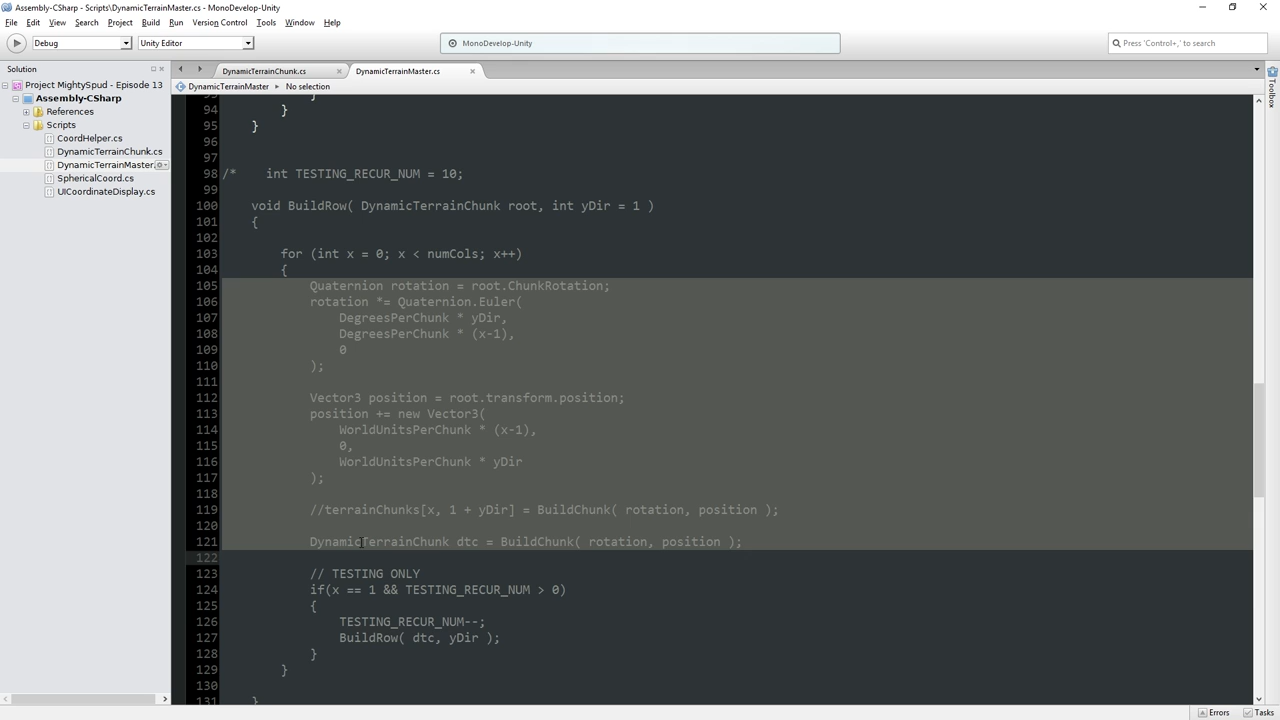 Assembly-CSharp - Scripts\DynamicTerrainMaster.cs - MonoDevelop-Unity
File Edit View Search Project Build Run Version Control Tools Window Help
Debug Unity Editor MonoDevelop-Unity Press 'Control+,' to search
Solution
DynamicTerrainChunk.cs DynamicTerrainMaster.cs
Toolbox
Project MightySpud - Episode 13
Assembly-CSharp
References
Scripts
CoordHelper.cs
DynamicTerrainChunk.cs
DynamicTerrainMaster.
SphericalCoord.cs
UICoordinateDisplay.cs
DynamicTerrainMaster No selection
93 }
94 }
95 }
96
97
98 /* int TESTING_RECUR_NUM = 10;
99
100 void BuildRow( DynamicTerrainChunk root, int yDir = 1 )
101 {
102
103 for (int x = 0; x < numCols; x++)
104 {
105 Quaternion rotation = root.ChunkRotation;
106 rotation *= Quaternion.Euler(
107 DegreesPerChunk * yDir,
108 DegreesPerChunk * (x-1),
109 0
110 );
111
112 Vector3 position = root.transform.position;
113 position += new Vector3(
114 WorldUnitsPerChunk * (x-1),
115 0,
116 WorldUnitsPerChunk * yDir
117 );
118
119 //terrainChunks[x, 1 + yDir] = BuildChunk( rotation, position );
120
121 DynamicTerrainChunk dtc = BuildChunk( rotation, position );
122
123 // TESTING ONLY
124 if(x == 1 && TESTING_RECUR_NUM > 0)
125 {
126 TESTING_RECUR_NUM--;
127 BuildRow( dtc, yDir );
128 }
129 }
130
131 }
Errors Tasks